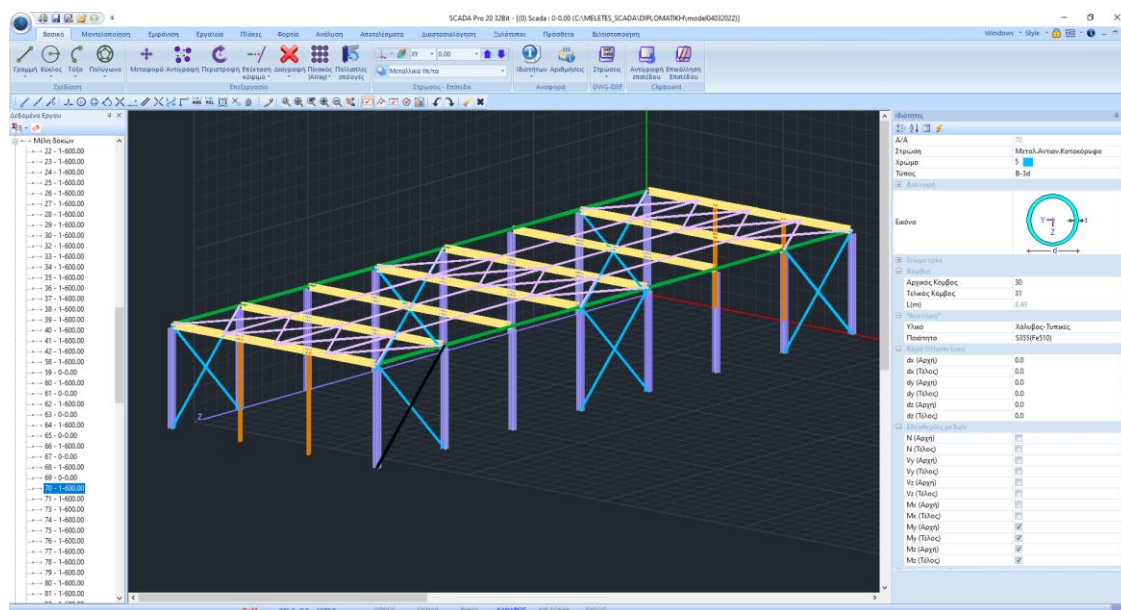 SCADA Pro 20 32Bit - [(0) Scada : 0-0.00 (C:\MELETES_SCADA\DIPLOMATIKH\model04032022)]
Βασικό Μοντελοποίηση Εμφάνιση Εργαλεία Πλάκες Φορτία Ανάλυση Αποτελέσματα Διαστασιολόγηση Ξυλότυποι Πρόσθετα Βελτιστοποίηση Windows Style
Γραμμή Κύκλος Τόξο Πολύγωνο Μεταφορά Αντιγραφή Περιστροφή Επέκταση κόψιμο Διαγραφή Πίνακας (Array) Πολλαπλές επιλογές
XY 0.00
Μεταλλικα Υπ/τα
Ιδιοτήτων Αριθμήσεις Στρώσεις Αντιγραφή επιπέδου Επικόλληση Επιπέδου
Σχεδίαση Επεξεργασία Στρώσεις - Επίπεδα Αναφορά DWG-DXF Clipboard
Δεδομένα Εργου
Μέλη δοκών
22 - 1-600.00
23 - 1-600.00
24 - 1-600.00
25 - 1-600.00
26 - 1-600.00
27 - 1-600.00
28 - 1-600.00
29 - 1-600.00
30 - 1-600.00
32 - 1-600.00
33 - 1-600.00
34 - 1-600.00
35 - 1-600.00
36 - 1-600.00
37 - 1-600.00
38 - 1-600.00
39 - 1-600.00
40 - 1-600.00
41 - 1-600.00
42 - 1-600.00
58 - 1-600.00
59 - 0-0.00
60 - 1-600.00
61 - 0-0.00
62 - 1-600.00
63 - 0-0.00
64 - 1-600.00
65 - 0-0.00
66 - 1-600.00
67 - 0-0.00
68 - 1-600.00
69 - 0-0.00
70 - 1-600.00
71 - 1-600.00
73 - 1-600.00
74 - 1-600.00
75 - 1-600.00
76 - 1-600.00
77 - 1-600.00
78 - 1-600.00
79 - 1-600.00
80 - 1-600.00
81 - 1-600.00
Z
Ιδιότητες
Α/Α 70
Στρώση Μεταλ.Αντιαν.Κατακόρυφα
Χρώμα 5
Τύπος B-3d
Διατομή
Εικόνα
Y
Z
t
d
Γεωμετρία
Κόμβοι
Αρχικός Κόμβος 30
Τελικός Κόμβος 31
L(m)
"Διατομή"
Υλικό Χάλυβας-Τυπικές
Ποιότητα S355(Fe510)
Rigid Offsets (cm)
dx (Αρχή) 0.0
dx (Τέλος) 0.0
dy (Αρχή) 0.0
dy (Τέλος) 0.0
dz (Αρχή) 0.0
dz (Τέλος) 0.0
Ελευθερίες μελών
N (Αρχή)
N (Τέλος)
Vy (Αρχή)
Vy (Τέλος)
Vz (Αρχή)
Vz (Τέλος)
Mx (Αρχή)
Mx (Τέλος)
My (Αρχή)
My (Τέλος)
Mz (Αρχή)
Mz (Τέλος)